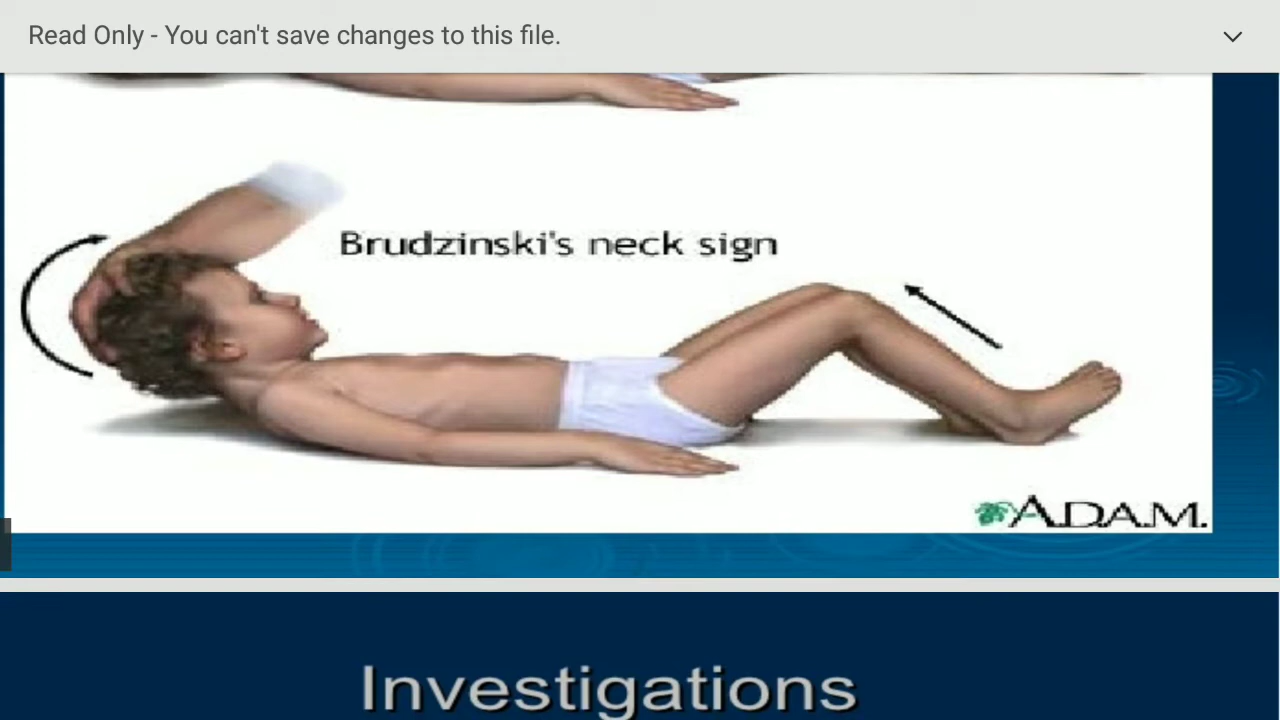 Read Only - You can't save changes to this file.
Brudzinski's neck sign
A.D.A.M.
Investigations